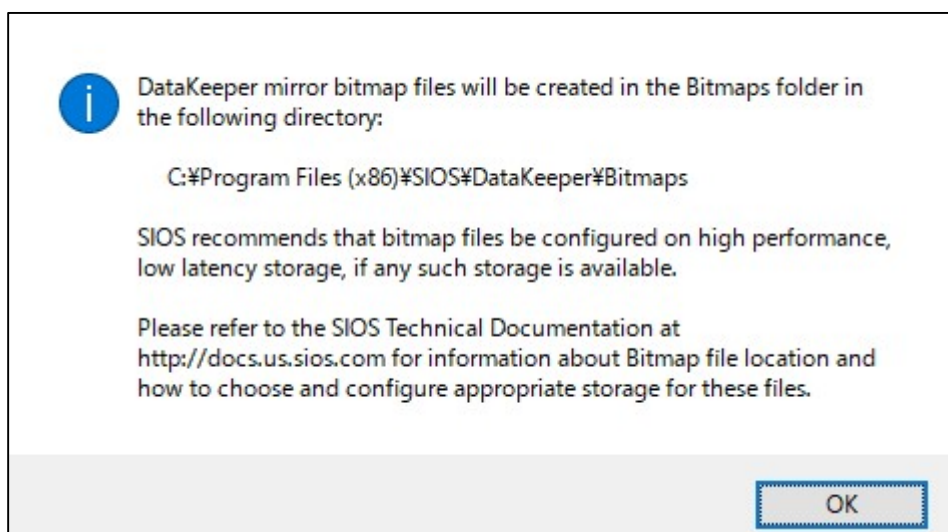 DataKeeper mirror bitmap files will be created in the Bitmaps folder in
the following directory:
C:¥Program Files (x86)¥SIOS¥DataKeeper¥Bitmaps
SIOS recommends that bitmap files be configured on high performance,
low latency storage, if any such storage is available.
Please refer to the SIOS Technical Documentation at
http://docs.us.sios.com for information about Bitmap file location and
how to choose and configure appropriate storage for these files.
OK